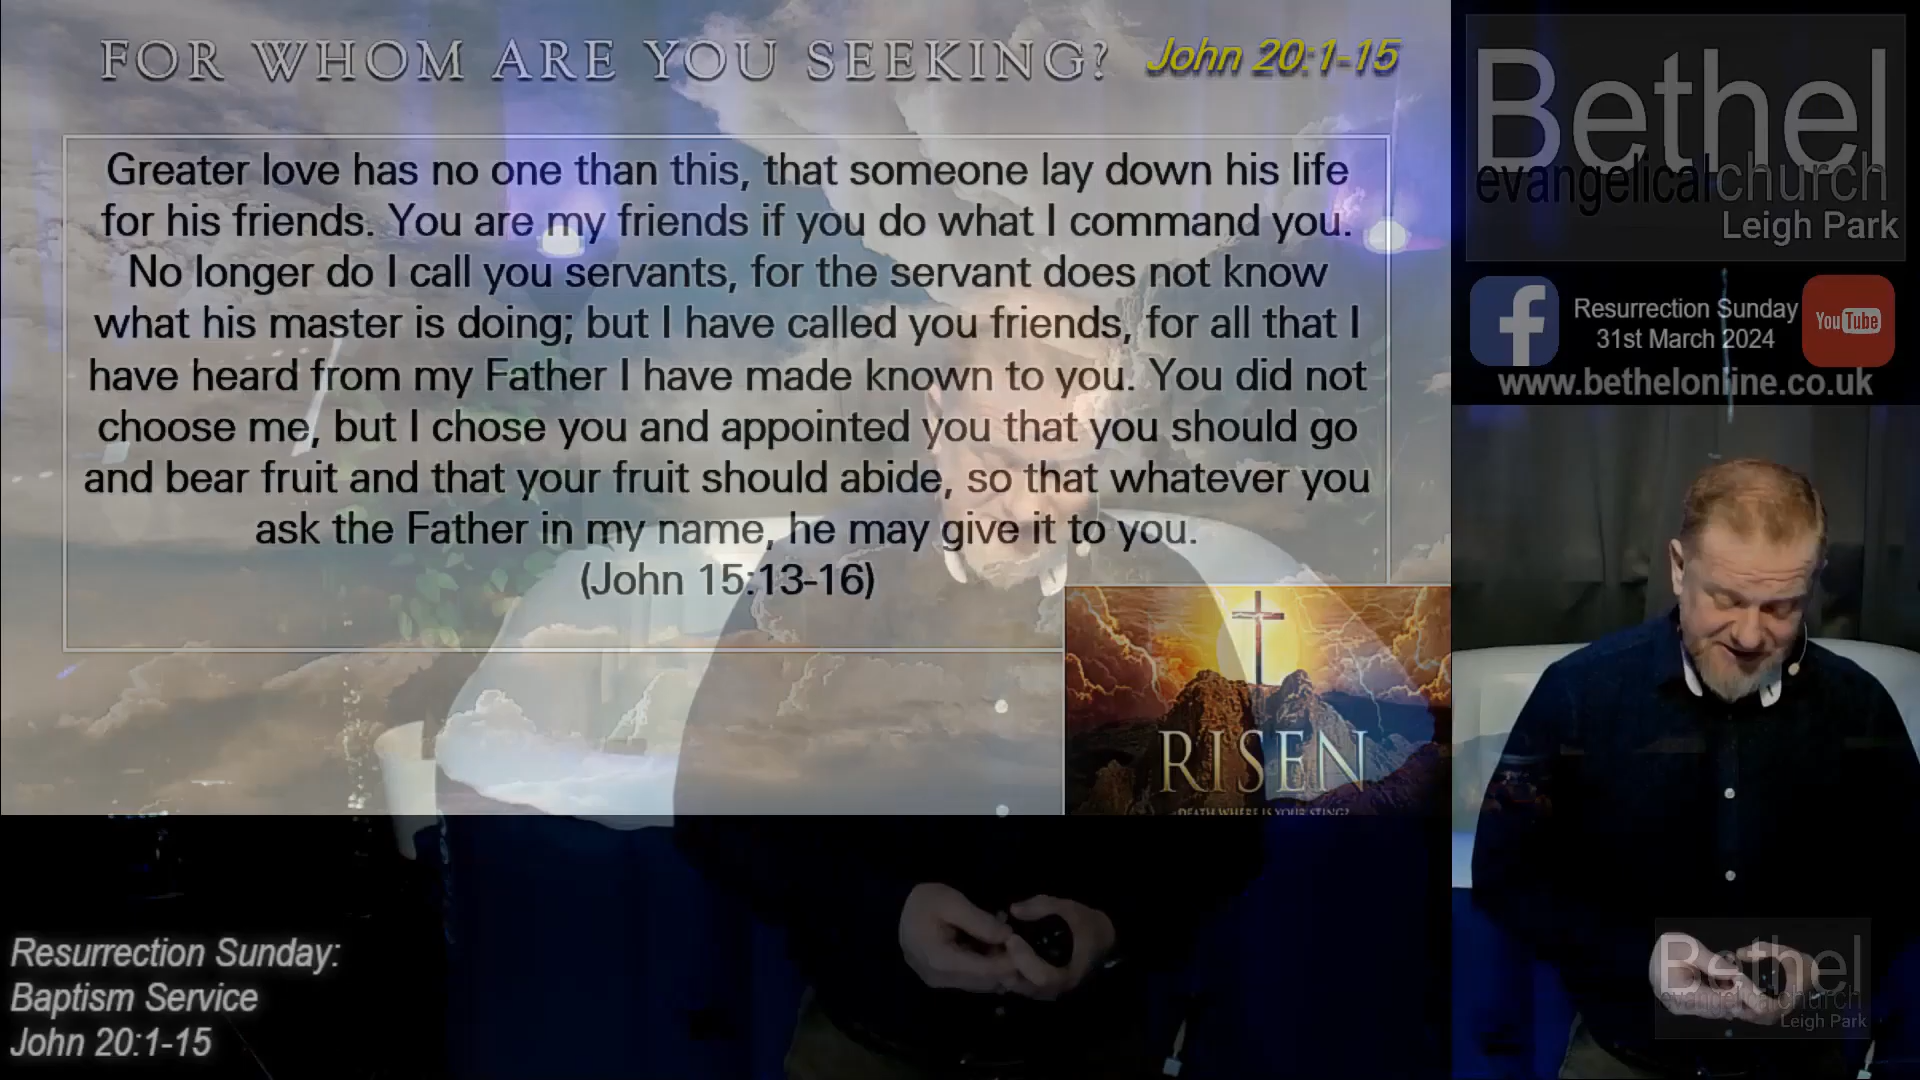 FOR WHOM ARE YOU SEEKING? John 20:1-15
Greater love has no one than this, that someone lay down his life
for his friends. You are my friends if you do what I command you.
No longer do I call you servants, for the servant does not know
what his master is doing; but I have called you friends, for all that I
have heard from my Father I have made known to you. You did not
choose me, but I chose you and appointed you that you should go
and bear fruit and that your fruit should abide, so that whatever you
ask the Father in my name, he may give it to you.
(John 15:13-16)
RISEN
DEATH WHERE IS YOUR STING?
Resurrection Sunday:
Baptism Service
John 20:1-15
Bethel
evangelicalchurch
Leigh Park
f
Resurrection Sunday
31st March 2024
YouTube
www.bethelonline.co.uk
Bethel
evangelicalchurch
Leigh Park